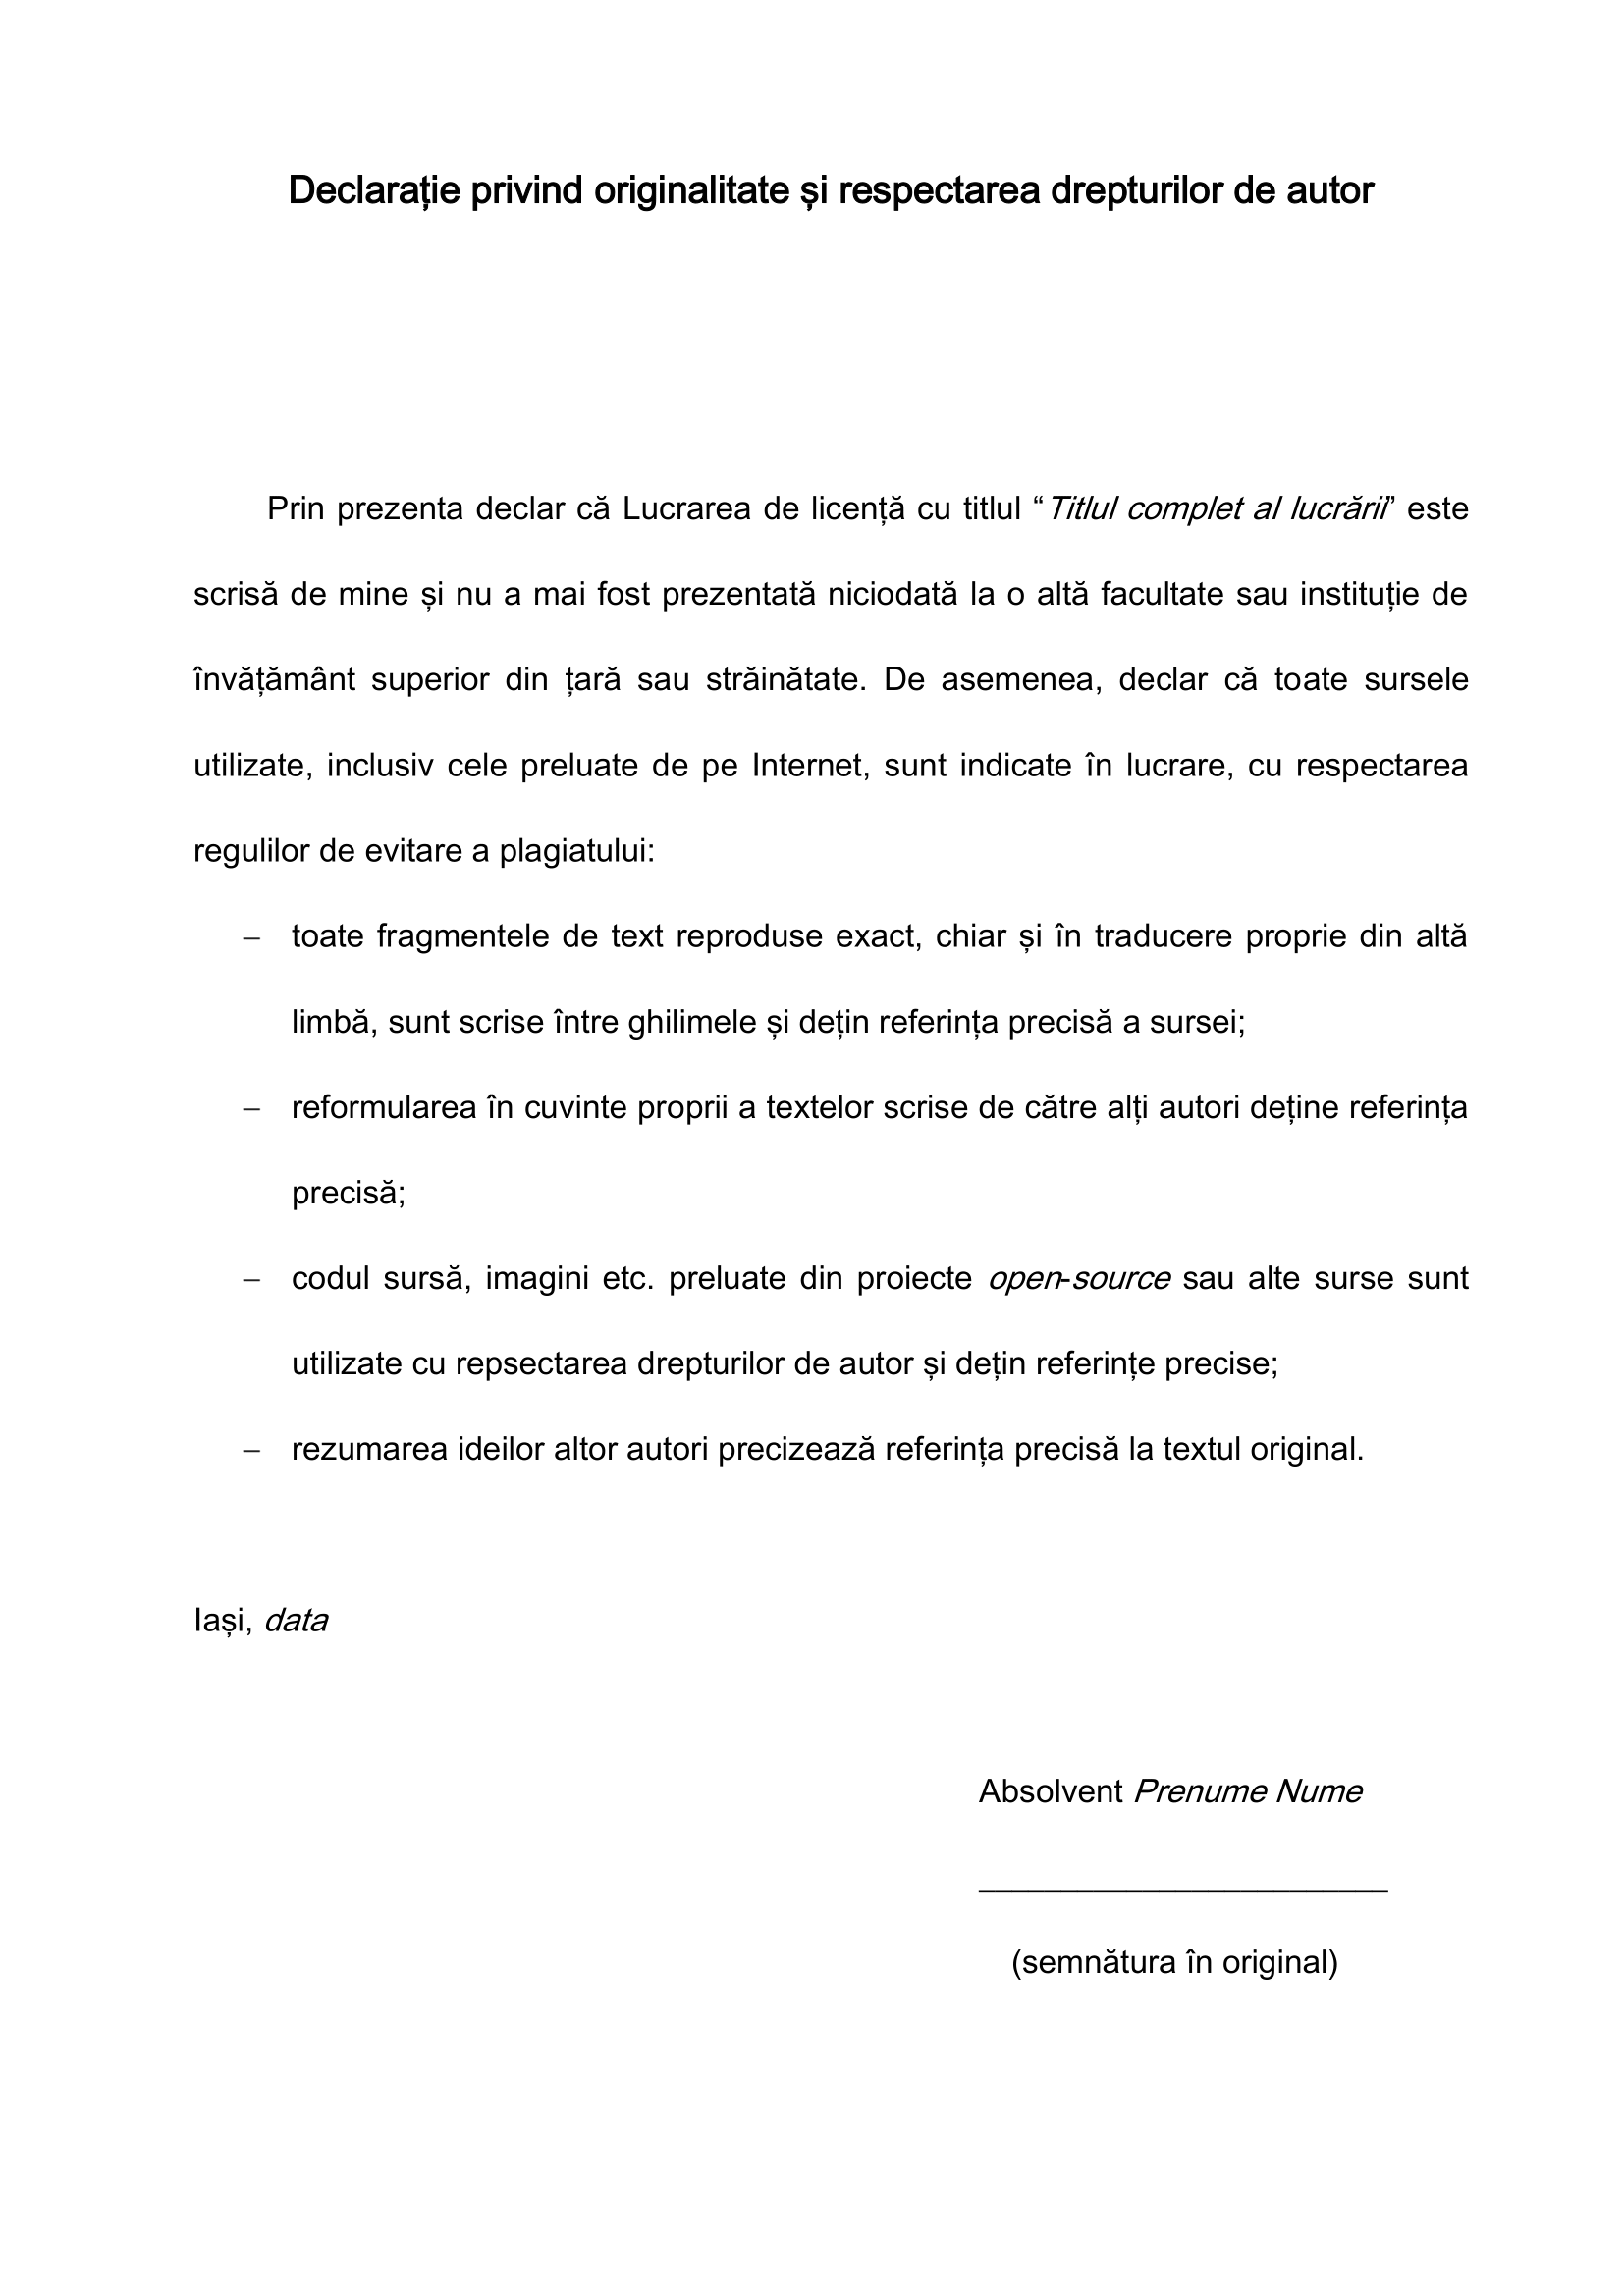 Declarație privind originalitate și respectarea drepturilor de autor
Prin prezenta declar că Lucrarea de licență cu titlul “Titlul complet al lucrării” este
scrisă de mine și nu a mai fost prezentată niciodată la o altă facultate sau instituție de
învățământ superior din țară sau străinătate. De asemenea, declar că toate sursele
utilizate, inclusiv cele preluate de pe Internet, sunt indicate în lucrare, cu respectarea
regulilor de evitare a plagiatului:
– toate fragmentele de text reproduse exact, chiar și în traducere proprie din altă
limbă, sunt scrise între ghilimele și dețin referința precisă a sursei;
– reformularea în cuvinte proprii a textelor scrise de către alți autori deține referința
precisă;
– codul sursă, imagini etc. preluate din proiecte open-source sau alte surse sunt
utilizate cu repsectarea drepturilor de autor și dețin referințe precise;
– rezumarea ideilor altor autori precizează referința precisă la textul original.
Iași, data
Absolvent Prenume Nume
_________________________
(semnătura în original)